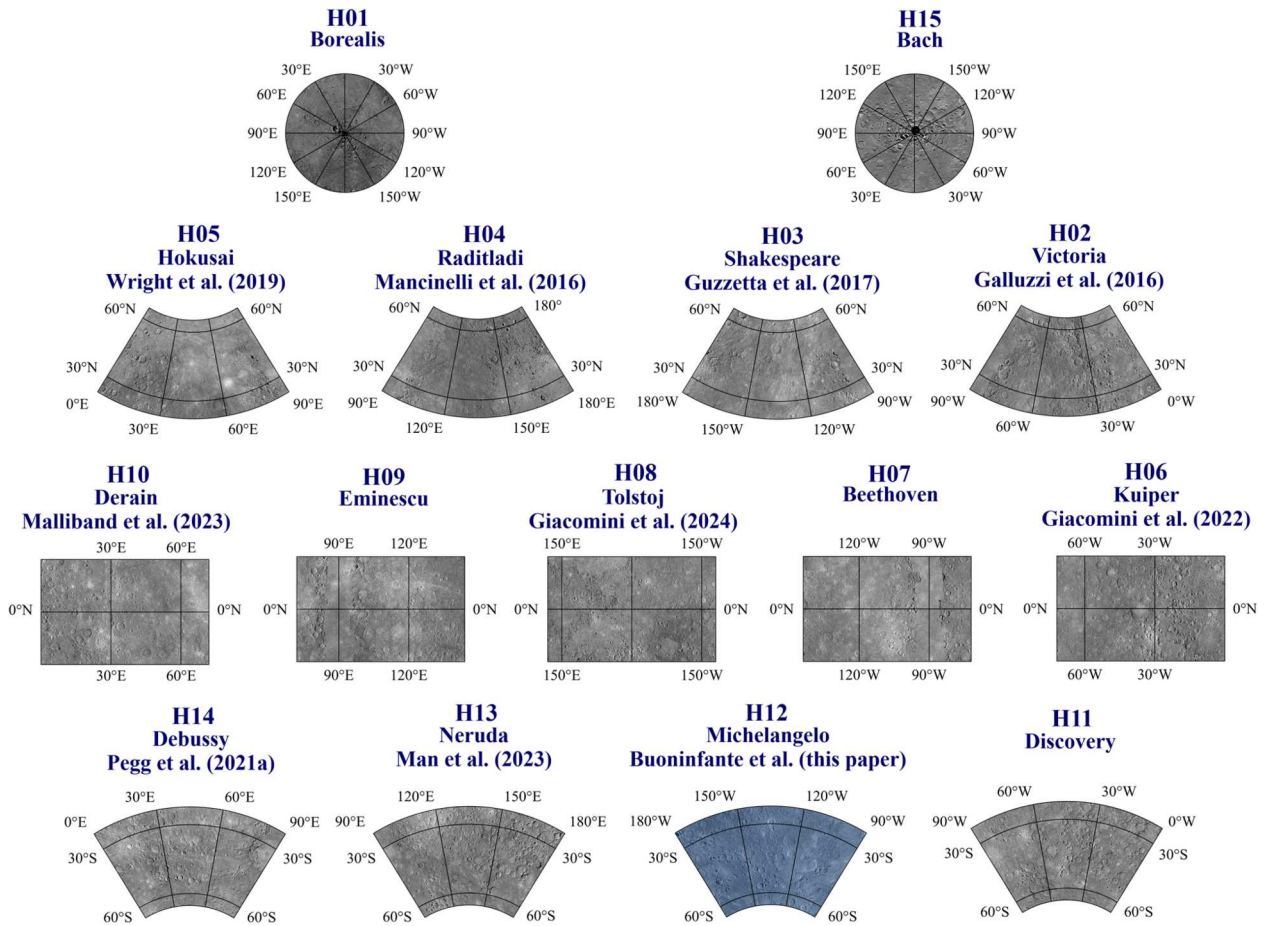 H01
Borealis
30°E 30°W
60°E 60°W
90°E 90°W
120°E 120°W
150°E 150°W
H15
Bach
150°E 150°W
120°E 120°W
90°E 90°W
60°E 60°W
30°E 30°W
H05
Hokusai
Wright et al. (2019)
60°N 60°N
30°N 30°N
0°E 90°E
30°E 60°E
H04
Raditladi
Mancinelli et al. (2016)
60°N 180°
30°N 30°N
90°E 180°E
120°E 150°E
H03
Shakespeare
Guzzetta et al. (2017)
60°N 60°N
30°N 30°N
180°W 90°W
150°W 120°W
H02
Victoria
Galluzzi et al. (2016)
60°N 60°N
30°N 30°N
90°W 0°W
60°W 30°W
H10
Derain
Malliband et al. (2023)
30°E 60°E
0°N 0°N
30°E 60°E
H09
Eminescu
90°E 120°E
0°N 0°N
90°E 120°E
H08
Tolstoj
Giacomini et al. (2024)
150°E 150°W
0°N 0°N
150°E 150°W
H07
Beethoven
120°W 90°W
0°N 0°N
120°W 90°W
H06
Kuiper
Giacomini et al. (2022)
60°W 30°W
0°N 0°N
60°W 30°W
H14
Debussy
Pegg et al. (2021a)
30°E 60°E
0°E 90°E
30°S 30°S
60°S 60°S
H13
Neruda
Man et al. (2023)
120°E 150°E
90°E 180°E
30°S 30°S
60°S 60°S
H12
Michelangelo
Buoninfante et al. (this paper)
150°W 120°W
180°W 90°W
30°S 30°S
60°S 60°S
H11
Discovery
60°W 30°W
90°W 0°W
30°S 30°S
60°S 60°S